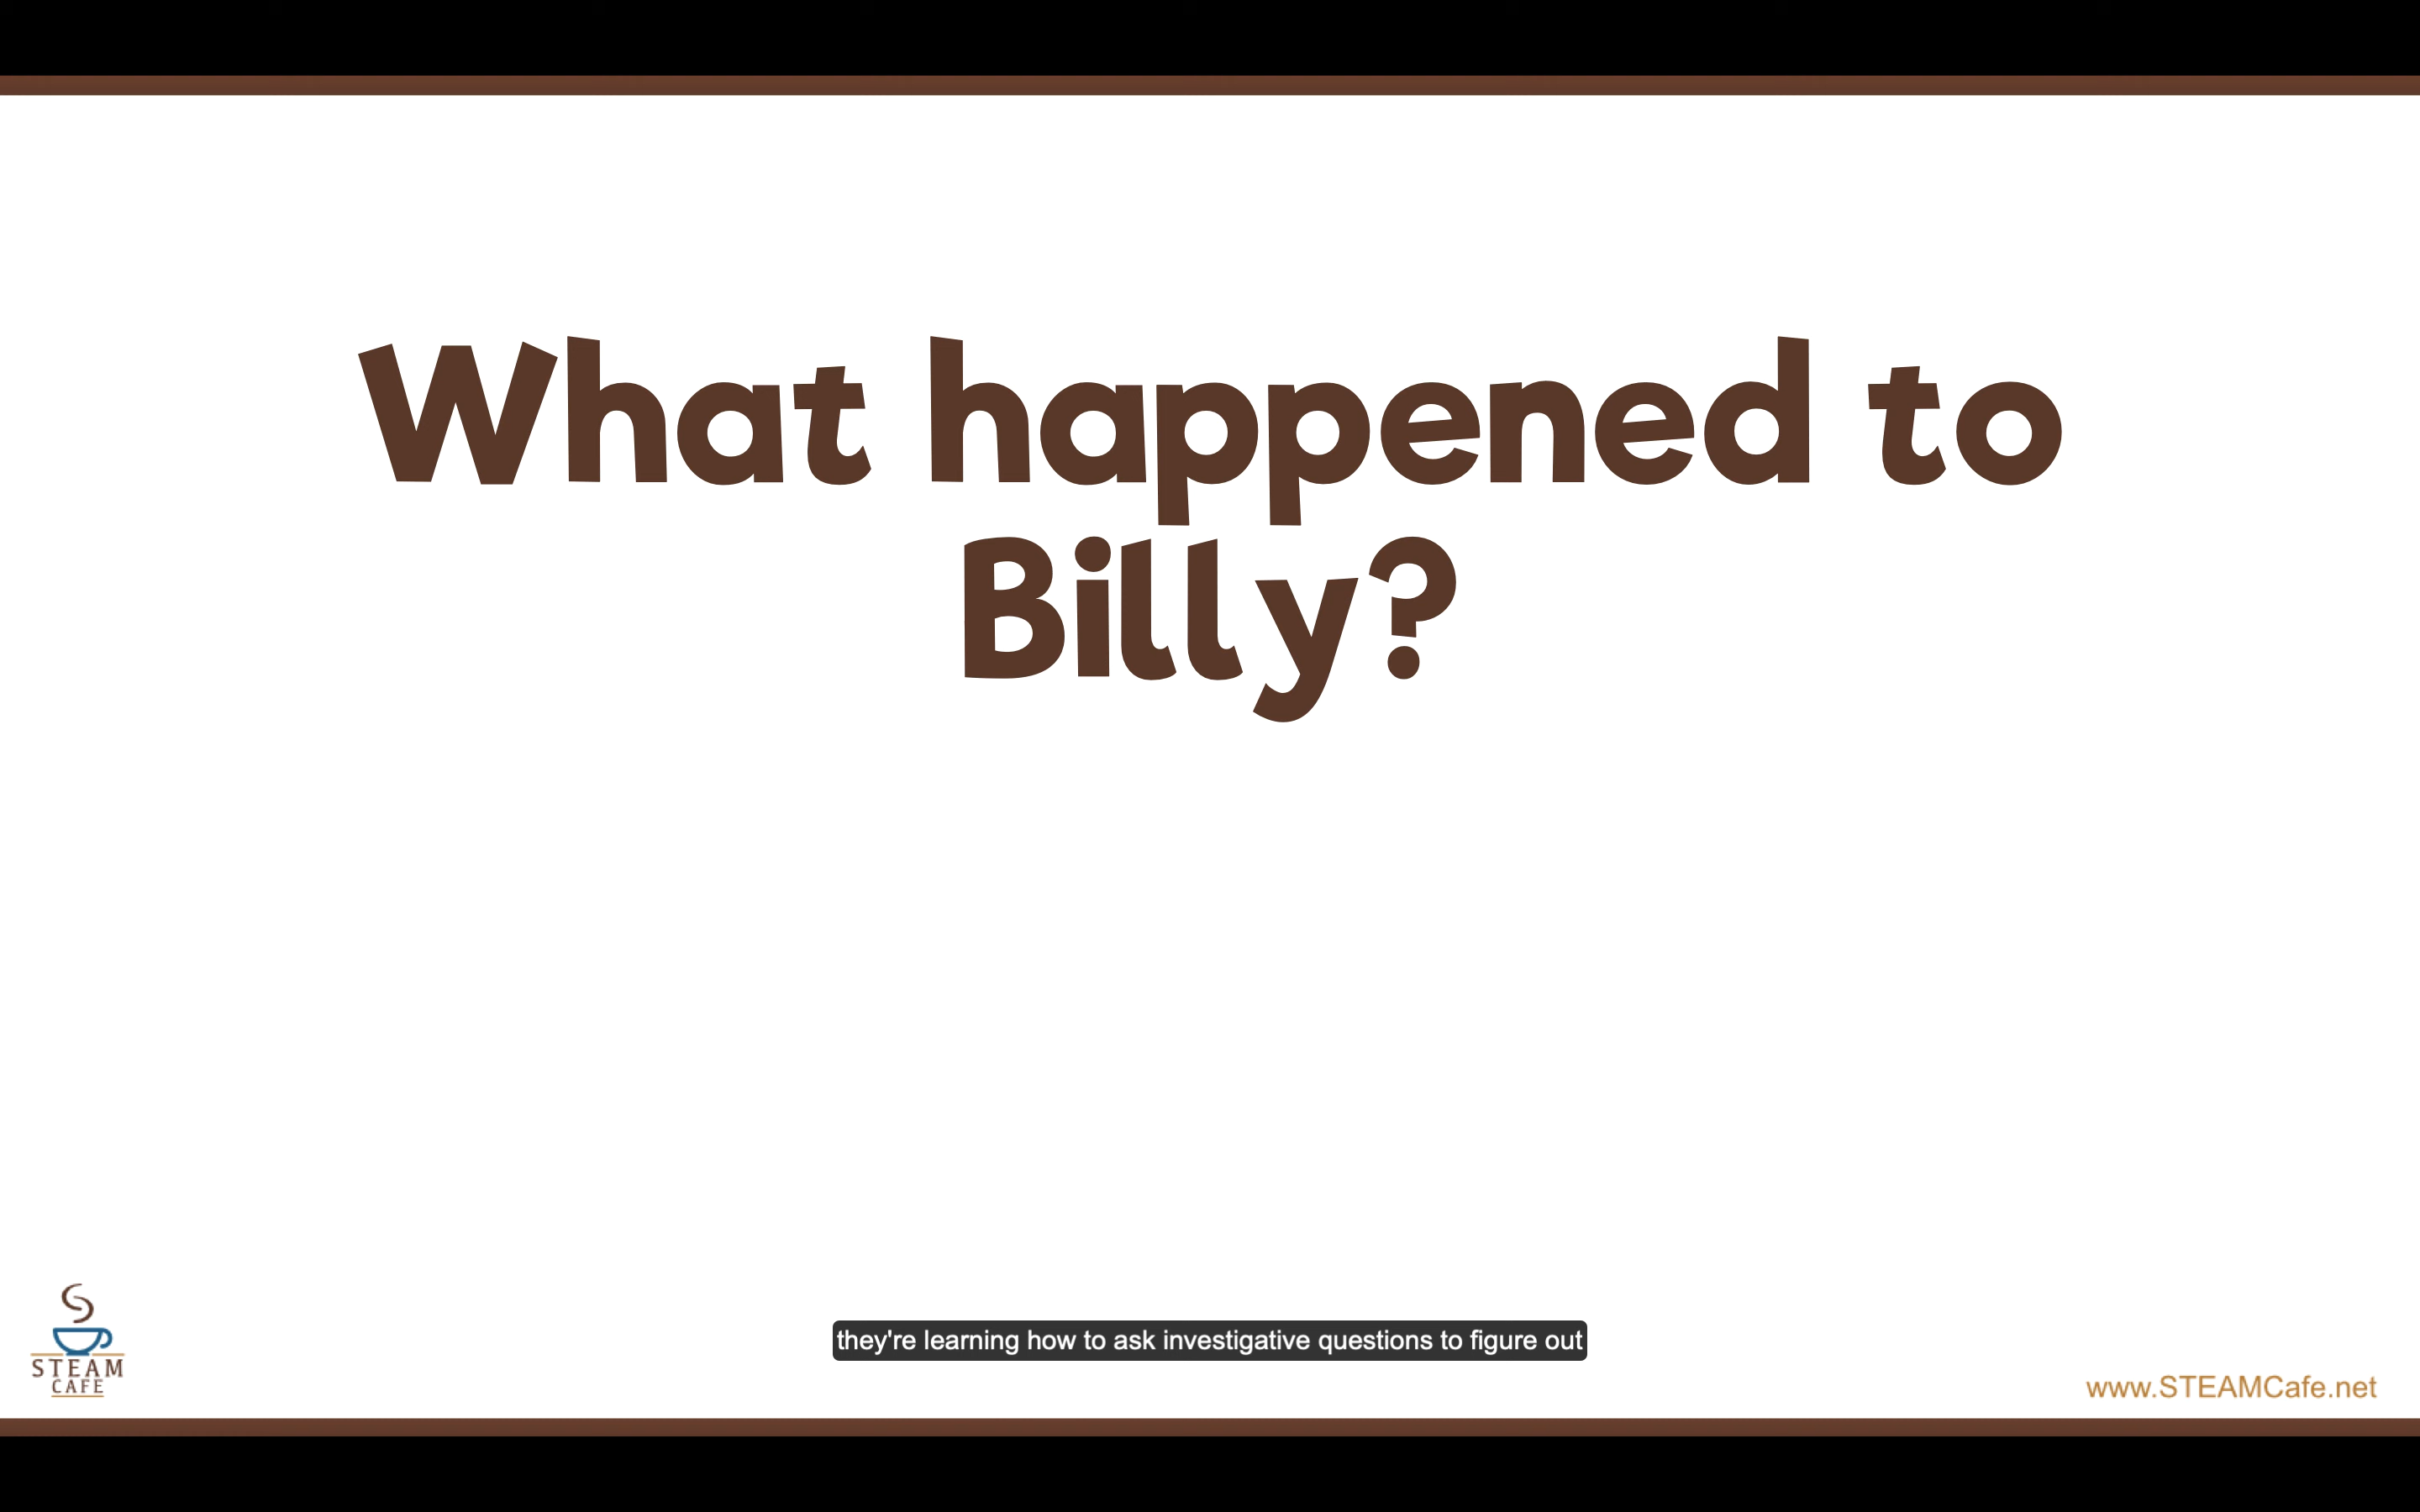 What happened to
Billy?
they're learning how to ask investigative questions to figure out
STEAM
CAFE
www.STEAMCafe.net